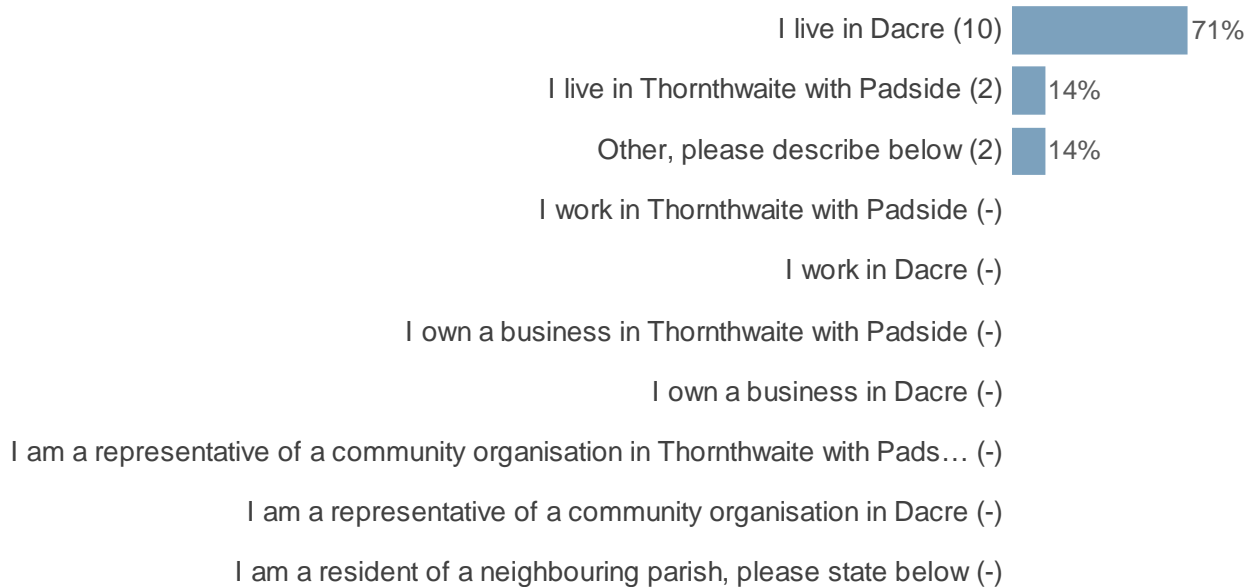 I live in Dacre (10) 71%
I live in Thornthwaite with Padside (2) 14%
Other, please describe below (2) 14%
I work in Thornthwaite with Padside (-)
I work in Dacre (-)
I own a business in Thornthwaite with Padside (-)
I own a business in Dacre (-)
I am a representative of a community organisation in Thornthwaite with Pads… (-)
I am a representative of a community organisation in Dacre (-)
I am a resident of a neighbouring parish, please state below (-)